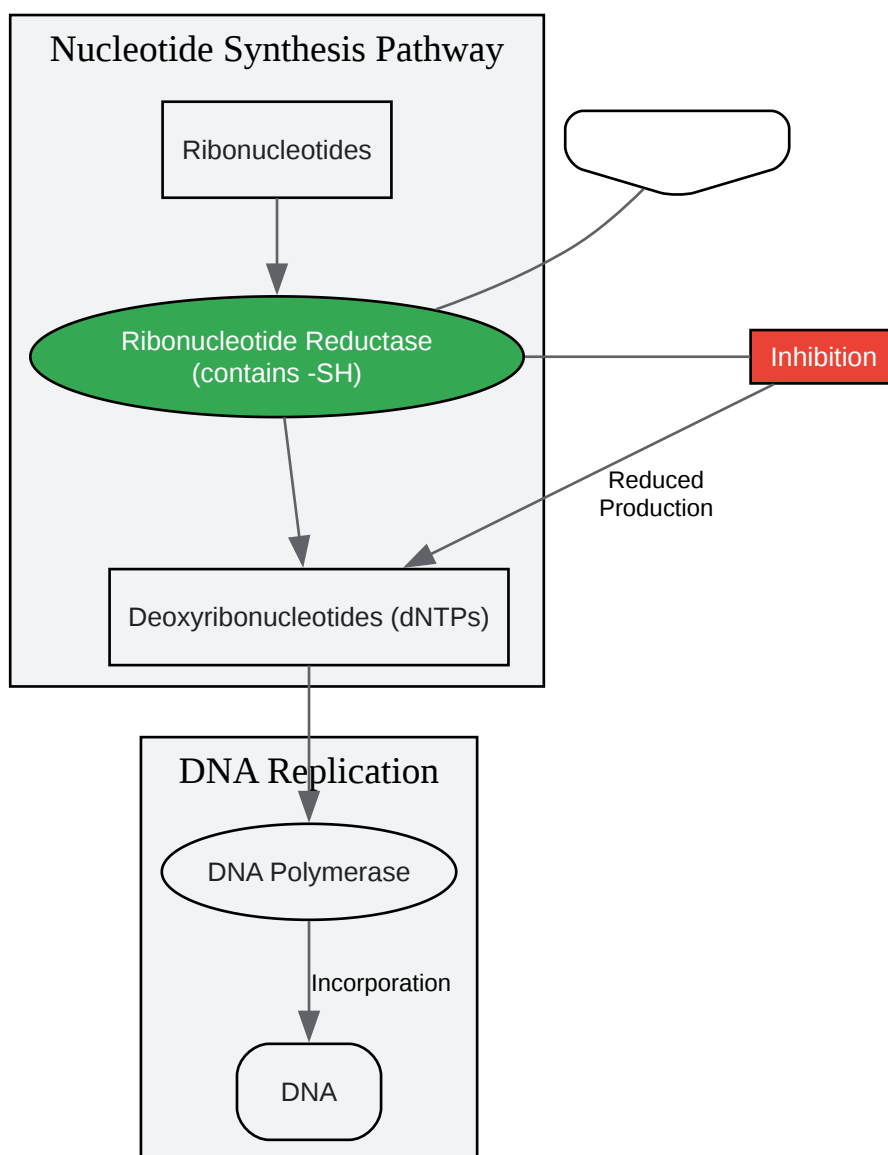 Nucleotide Synthesis Pathway
Ribonucleotides
Ribonucleotide Reductase
(contains -SH)
Inhibition
Reduced
Production
Deoxyribonucleotides (dNTPs)
DNA Replication
DNA Polymerase
Incorporation
DNA